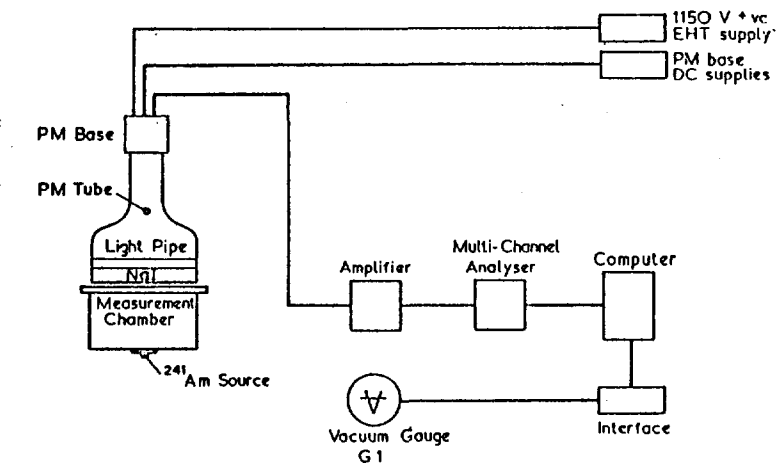 1150 V + vc
EHT supply
PM base
DC supplies
PM Base
PM Tube
Light Pipe
NaI
Measurement
Chamber
241 Am Source
Amplifier
Multi-Channel
Analyser
Computer
Vacuum Gauge
G1
Interface